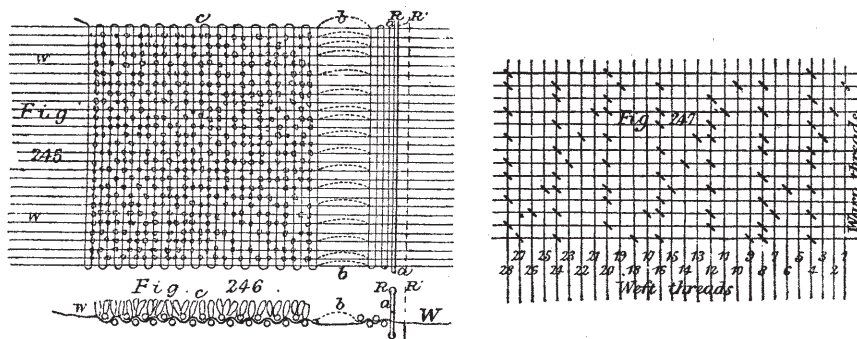 c b R R'
w
Fig
245
w
b a
Fig. 246.
c R R'
w b a W
Fig 247
Warp threads
27 25 23 21 19 17 15 13 11 9 7 5 3 1
28 26 24 22 20 18 16 14 12 10 8 6 4 2
Weft threads